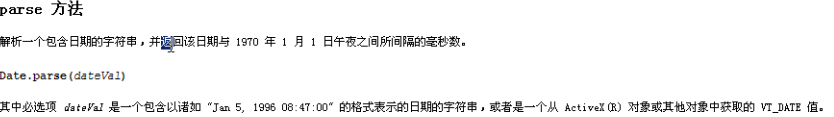 parse 方法
解析一个包含日期的字符串，并返回该日期与 1970 年 1 月 1 日午夜之间所间隔的毫秒数。
Date.parse(dateVal)
其中必选项 dateVal 是一个包含以诸如 "Jan 5, 1996 08:47:00" 的格式表示的日期的字符串，或者是一个从 ActiveX(R) 对象或其他对象中获取的 VT_DATE 值。